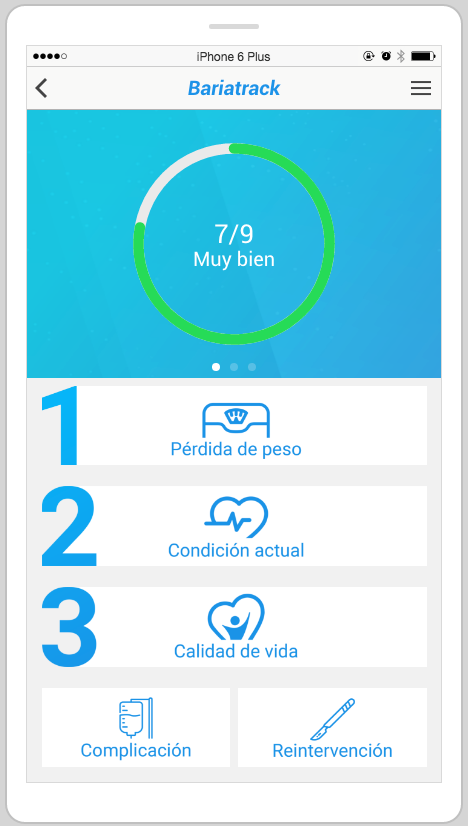 iPhone 6 Plus
Bariatrack
7/9
Muy bien
1
Pérdida de peso
2
Condición actual
3
Calidad de vida
Complicación
Reintervención